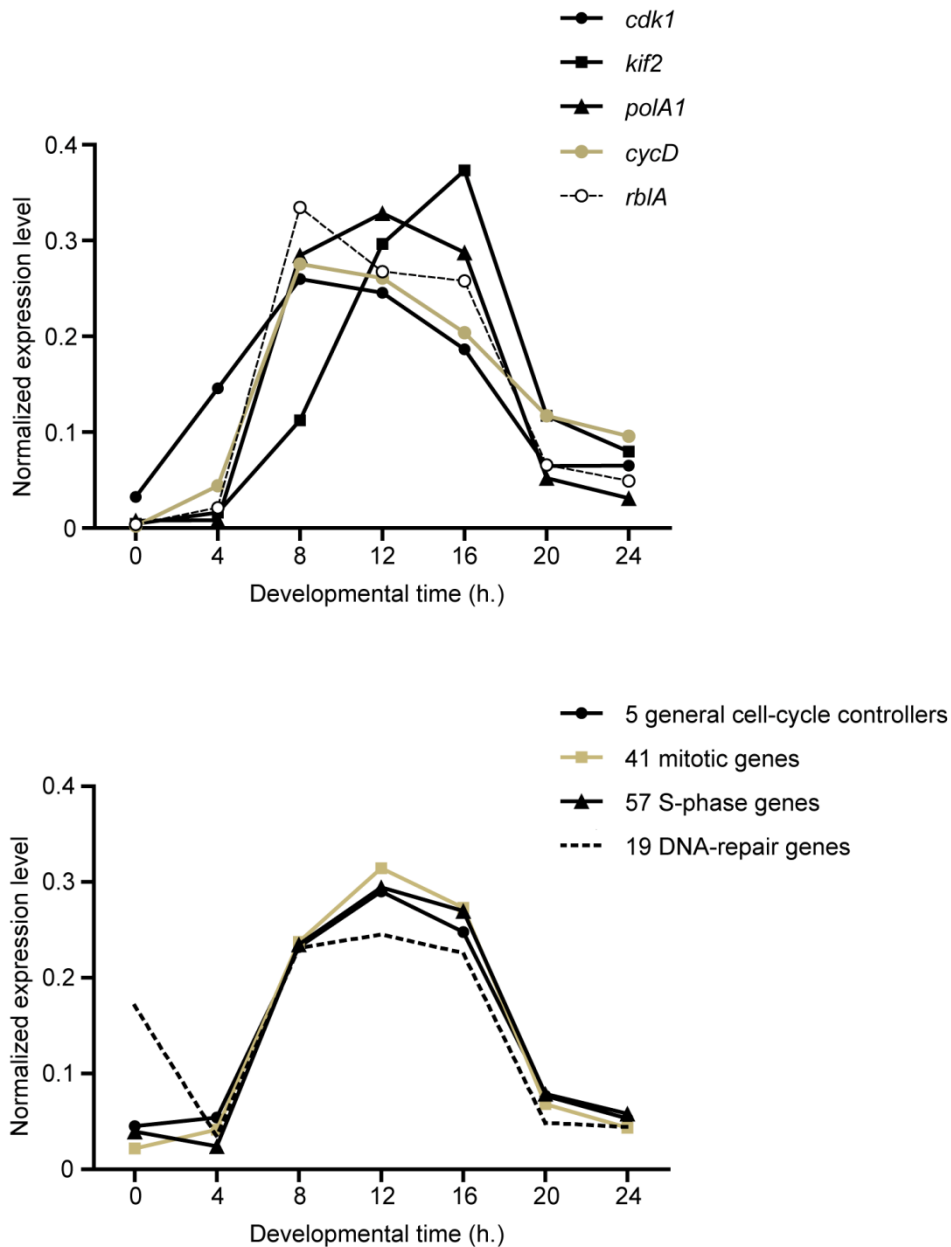 cdk1
kif2
polA1
cycD
rblA
Normalized expression level
0.4
0.3
0.2
0.1
0
0 4 8 12 16 20 24
Developmental time (h.)
5 general cell-cycle controllers
41 mitotic genes
57 S-phase genes
19 DNA-repair genes
Normalized expression level
0.4
0.3
0.2
0.1
0
0 4 8 12 16 20 24
Developmental time (h.)